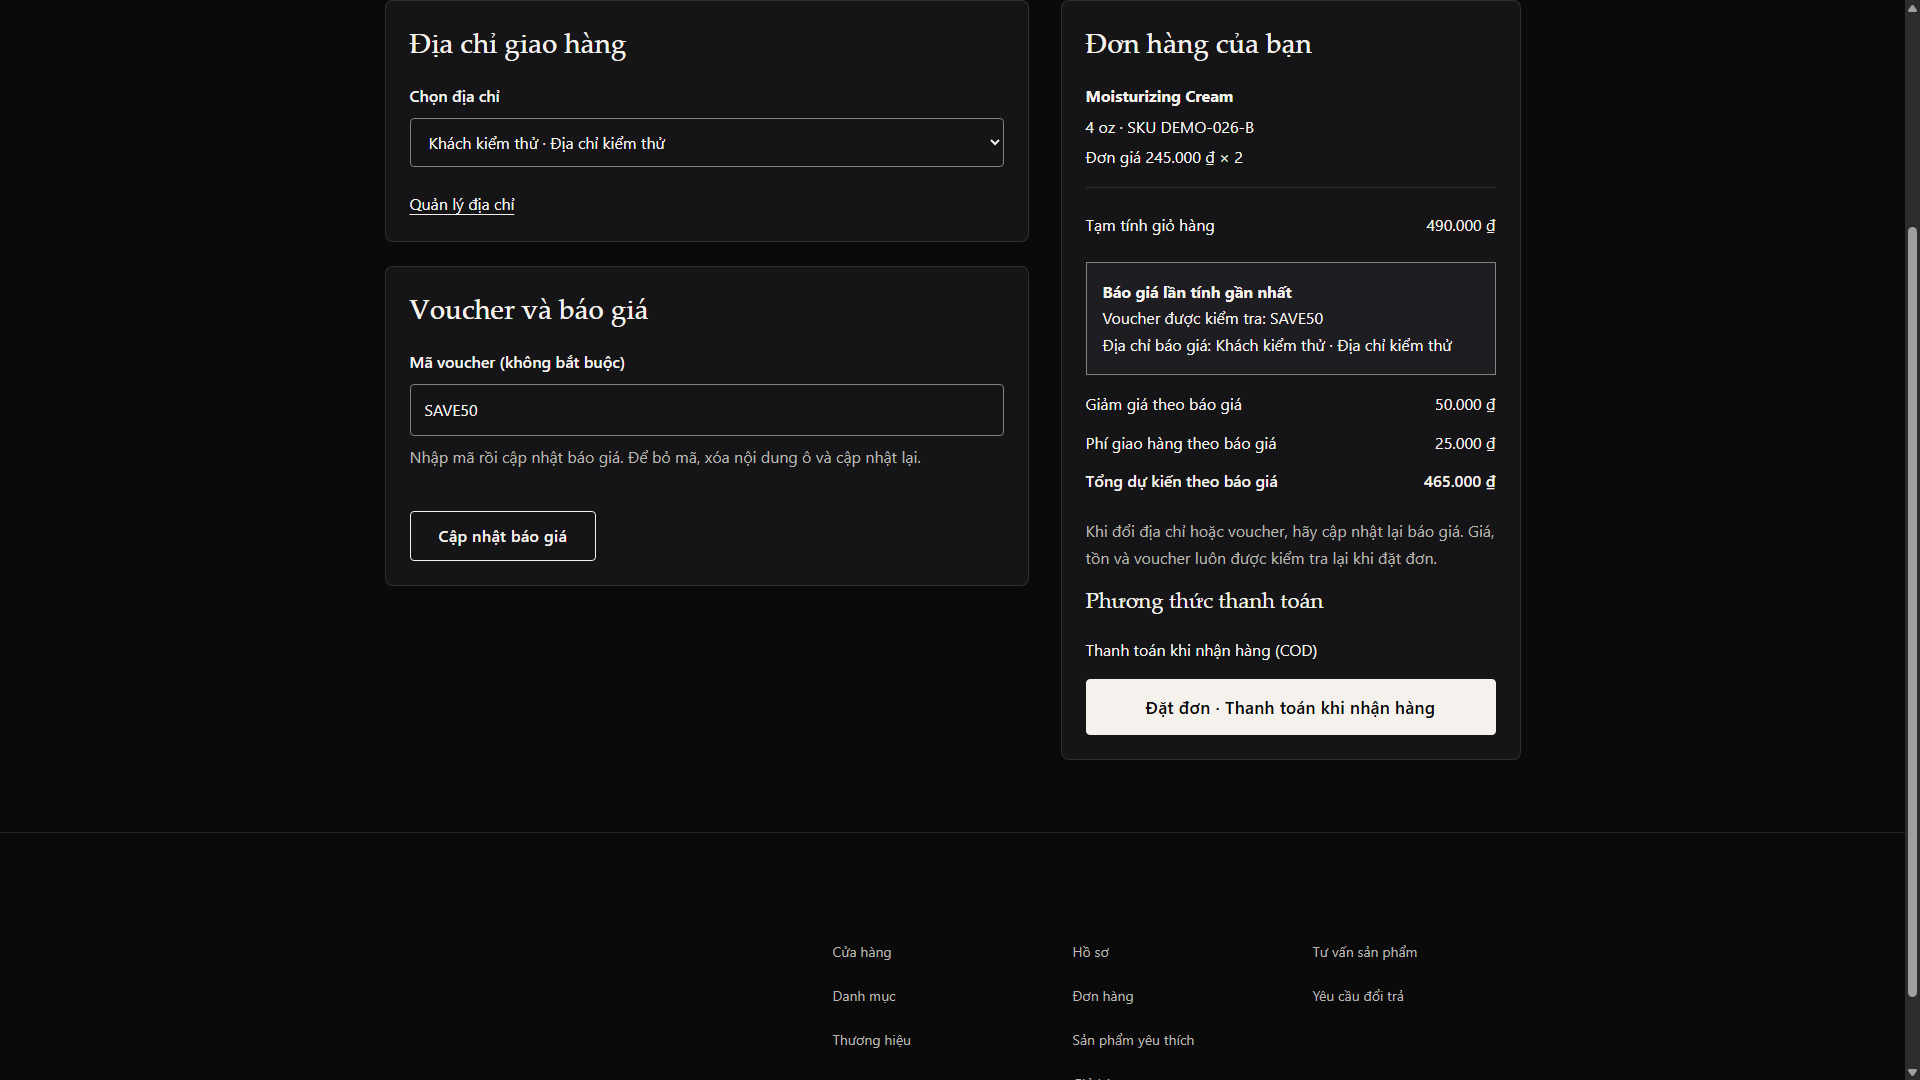 Địa chỉ giao hàng
Chọn địa chỉ
Khách kiểm thử · Địa chỉ kiểm thử
Quản lý địa chỉ
Voucher và báo giá
Mã voucher (không bắt buộc)
SAVE50
Nhập mã rồi cập nhật báo giá. Để bỏ mã, xóa nội dung ô và cập nhật lại.
Cập nhật báo giá
Đơn hàng của bạn
Moisturizing Cream
4 oz · SKU DEMO-026-B
Đơn giá 245.000 ₫ × 2
Tạm tính giỏ hàng 490.000 ₫
Báo giá lần tính gần nhất
Voucher được kiểm tra: SAVE50
Địa chỉ báo giá: Khách kiểm thử · Địa chỉ kiểm thử
Giảm giá theo báo giá 50.000 ₫
Phí giao hàng theo báo giá 25.000 ₫
Tổng dự kiến theo báo giá 465.000 ₫
Khi đổi địa chỉ hoặc voucher, hãy cập nhật lại báo giá. Giá,
tồn và voucher luôn được kiểm tra lại khi đặt đơn.
Phương thức thanh toán
Thanh toán khi nhận hàng (COD)
Đặt đơn · Thanh toán khi nhận hàng
Cửa hàng
Danh mục
Thương hiệu
Hồ sơ
Đơn hàng
Sản phẩm yêu thích
Tư vấn sản phẩm
Yêu cầu đổi trả